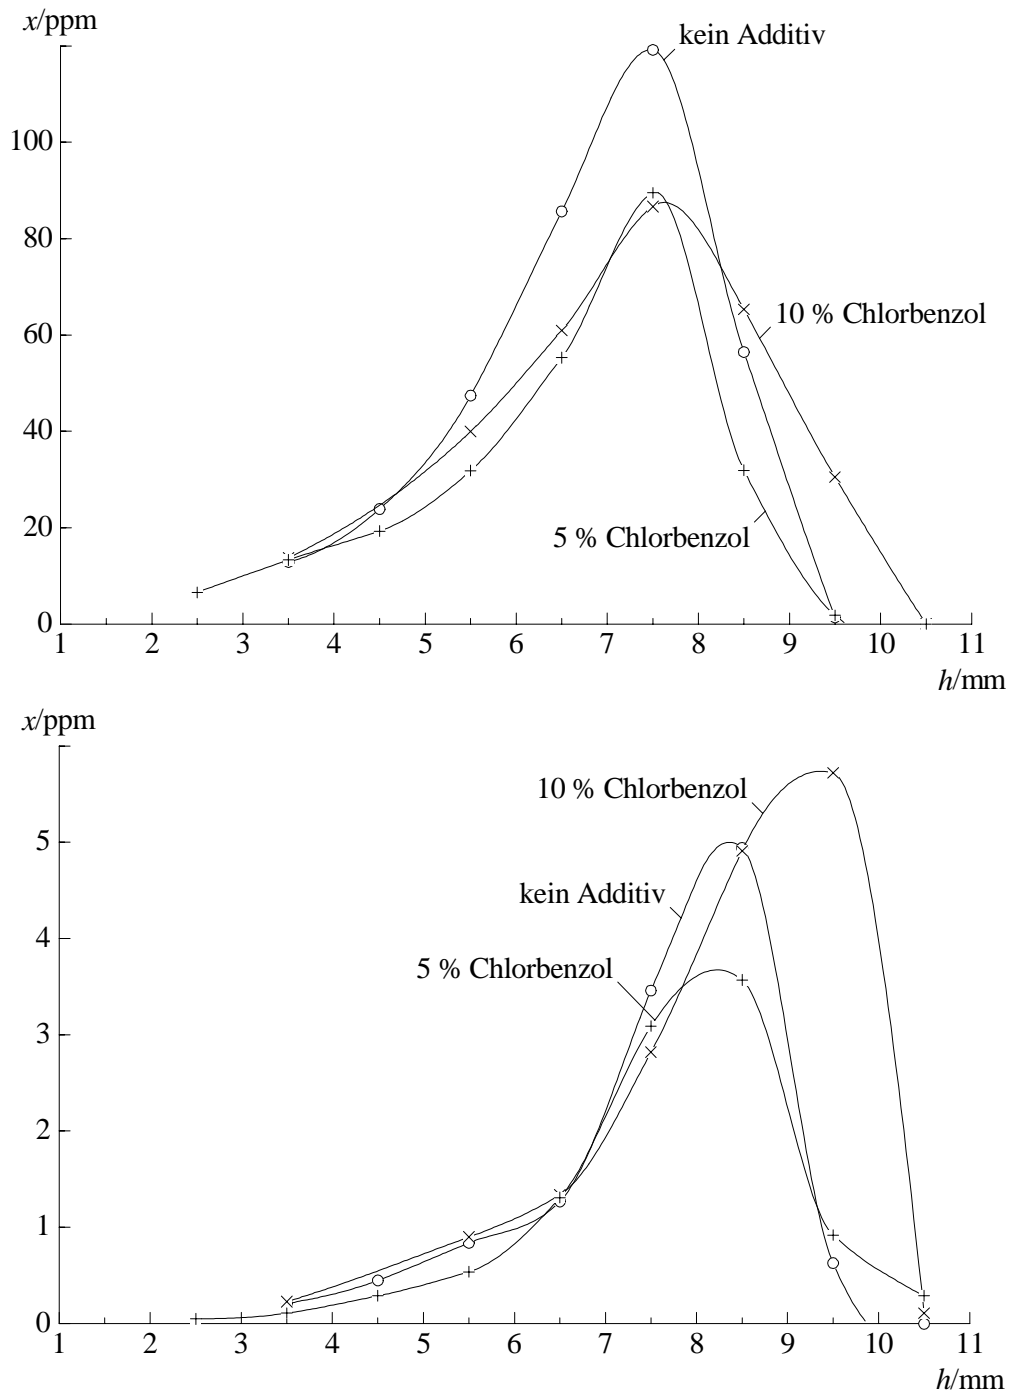 x/ppm
kein Additiv
100
80
10 % Chlorbenzol
60
40
5 % Chlorbenzol
20
0
1 2 3 4 5 6 7 8 9 10 11
h/mm
x/ppm
10 % Chlorbenzol
5
kein Additiv
4
5 % Chlorbenzol
3
2
1
0
1 2 3 4 5 6 7 8 9 10 11
h/mm